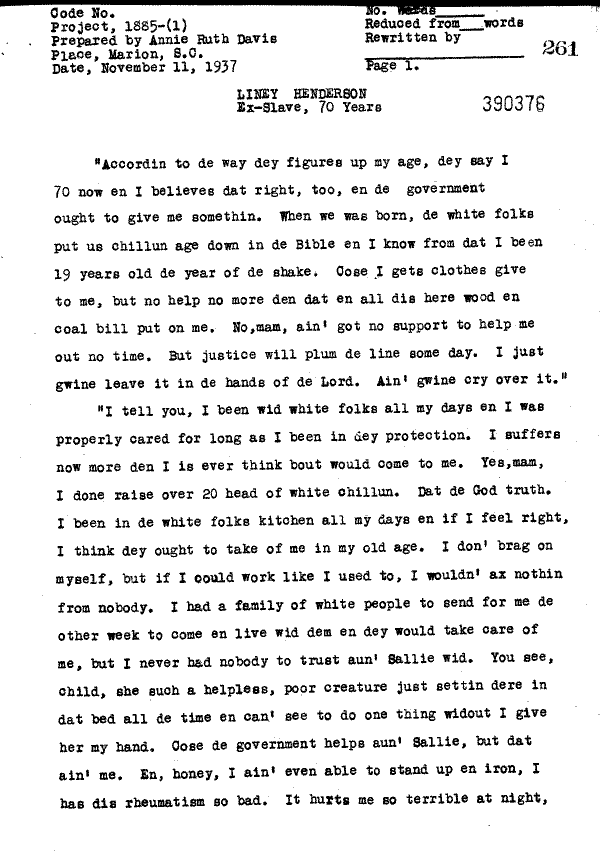 Code No.
Project, 1885-(1)
Prepared by Annie Ruth Davis
Place, Marion, S.C.
Date, November 11, 1937
No. Words
Reduced from___words
Rewritten by
261
Page 1.
LINEY HENDERSON
Ex-Slave, 70 Years
390376
"Accordin to de way dey figures up my age, dey say I
70 now en I believes dat right, too, en de government
ought to give me somethin. When we was born, de white folks
put us chillun age down in de Bible en I know from dat I been
19 years old de year of de shake. Cose I gets clothes give
to me, but no help no more den dat en all dis here wood en
coal bill put on me. No,mam, ain' got no support to help me
out no time. But justice will plum de line some day. I just
gwine leave it in de hands of de Lord. Ain' gwine cry over it."
"I tell you, I been wid white folks all my days en I was
properly cared for long as I been in dey protection. I suffers
now more den I is ever think bout would come to me. Yes,mam,
I done raise over 20 head of white chillun. Dat de God truth.
I been in de white folks kitchen all my days en if I feel right,
I think dey ought to take of me in my old age. I don' brag on
myself, but if I could work like I used to, I wouldn' ax nothin
from nobody. I had a family of white people to send for me de
other week to come en live wid dem en dey would take care of
me, but I never had nobody to trust aun' Sallie wid. You see,
child, she such a helpless, poor creature just settin dere in
dat bed all de time en can' see to do one thing widout I give
her my hand. Cose de government helps aun' Sallie, but dat
ain' me. En, honey, I ain' even able to stand up en iron, I
has dis rheumatism so bad. It hurts me so terrible at night,